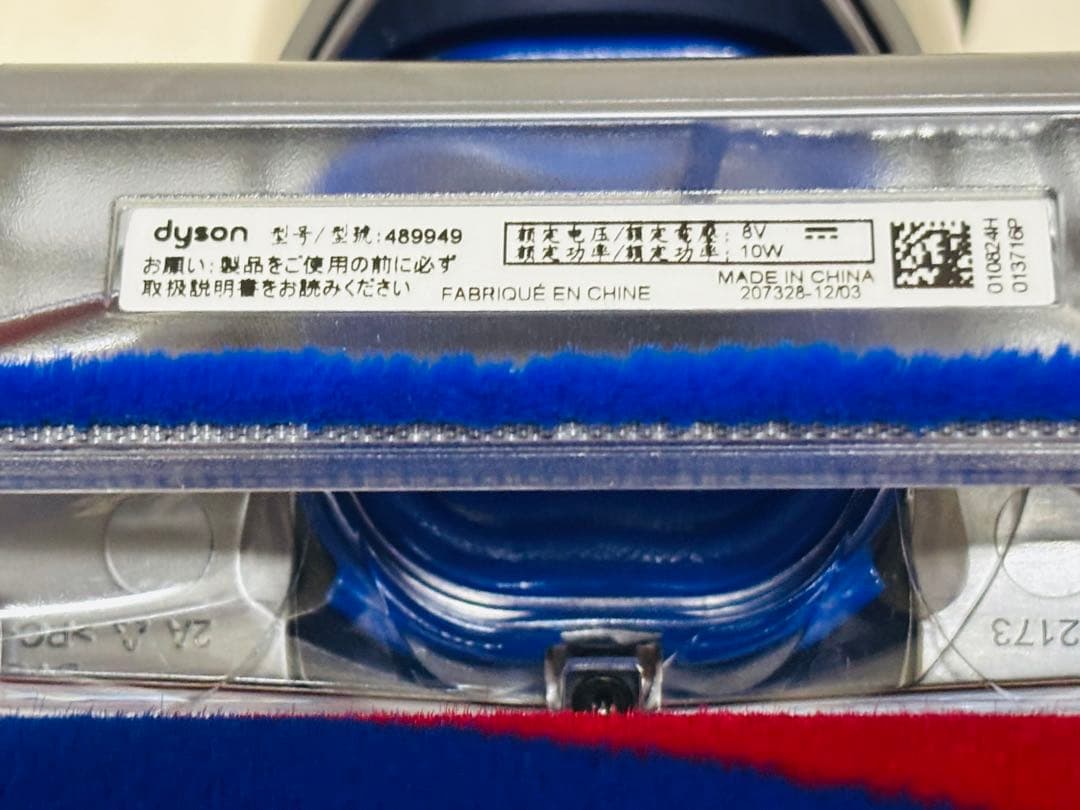 dyson 型号/型號:489949
お願い:製品をご使用の前に必ず
取扱説明書をお読みください
FABRIQUÉ EN CHINE
额定电压/額定電壓: 8V
额定功率/額定功率: 10W
MADE IN CHINA
207328-12/03
010824H
013716P
2A >PC
2173